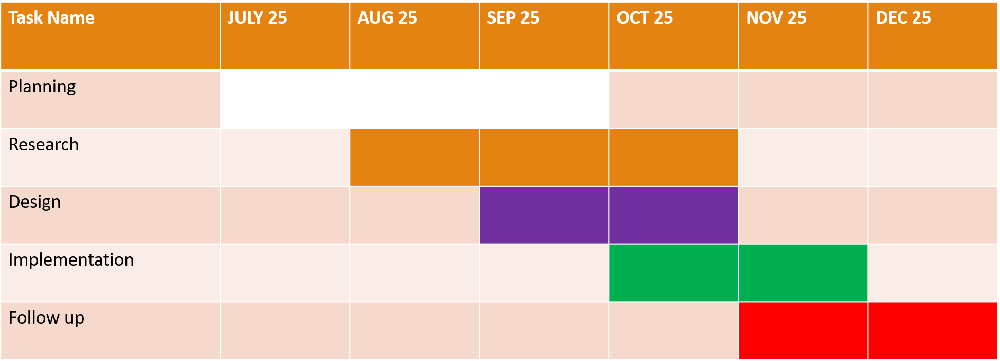 Task Name JULY 25 AUG 25 SEP 25 OCT 25 NOV 25 DEC 25
Planning
Research
Design
Implementation
Follow up